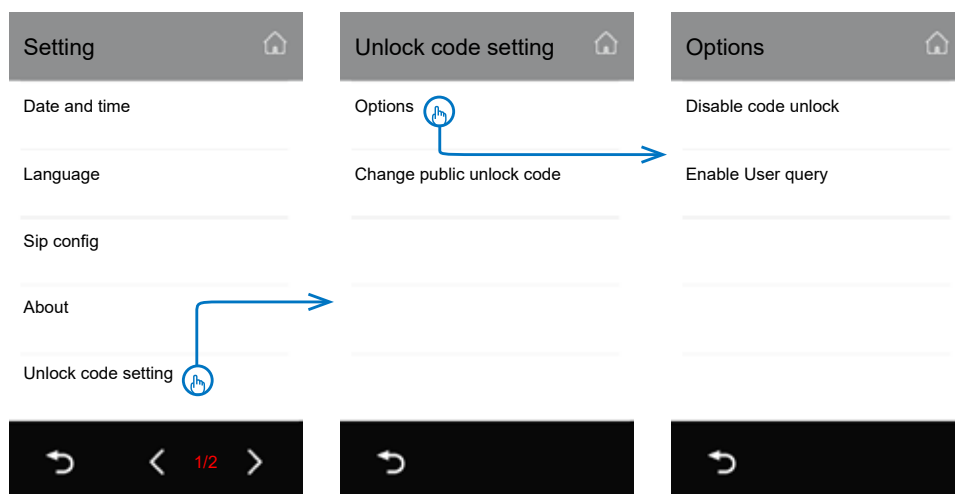 Setting
Date and time
Language
Sip config
About
Unlock code setting
1/2
Unlock code setting
Options
Change public unlock code
Options
Disable code unlock
Enable User query